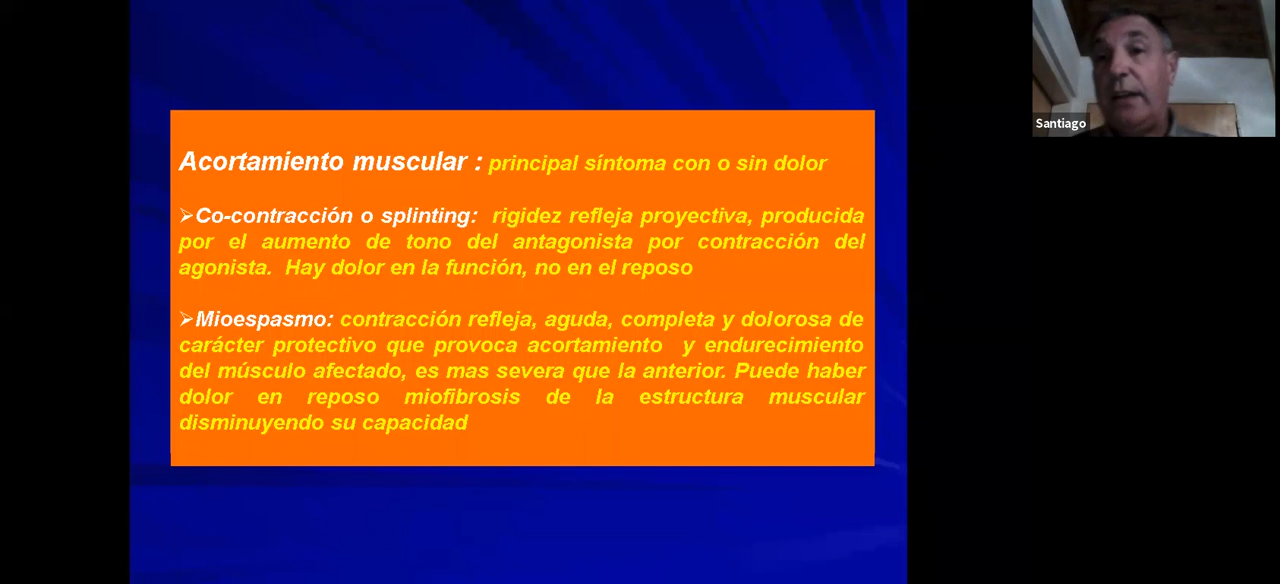 Santiago
Acortamiento muscular : principal síntoma con o sin dolor
➢Co-contracción o splinting: rigidez refleja proyectiva, producida
por el aumento de tono del antagonista por contracción del
agonista. Hay dolor en la función, no en el reposo
➢Mioespasmo: contracción refleja, aguda, completa y dolorosa de
carácter protectivo que provoca acortamiento y endurecimiento
del músculo afectado, es mas severa que la anterior. Puede haber
dolor en reposo miofibrosis de la estructura muscular
disminuyendo su capacidad